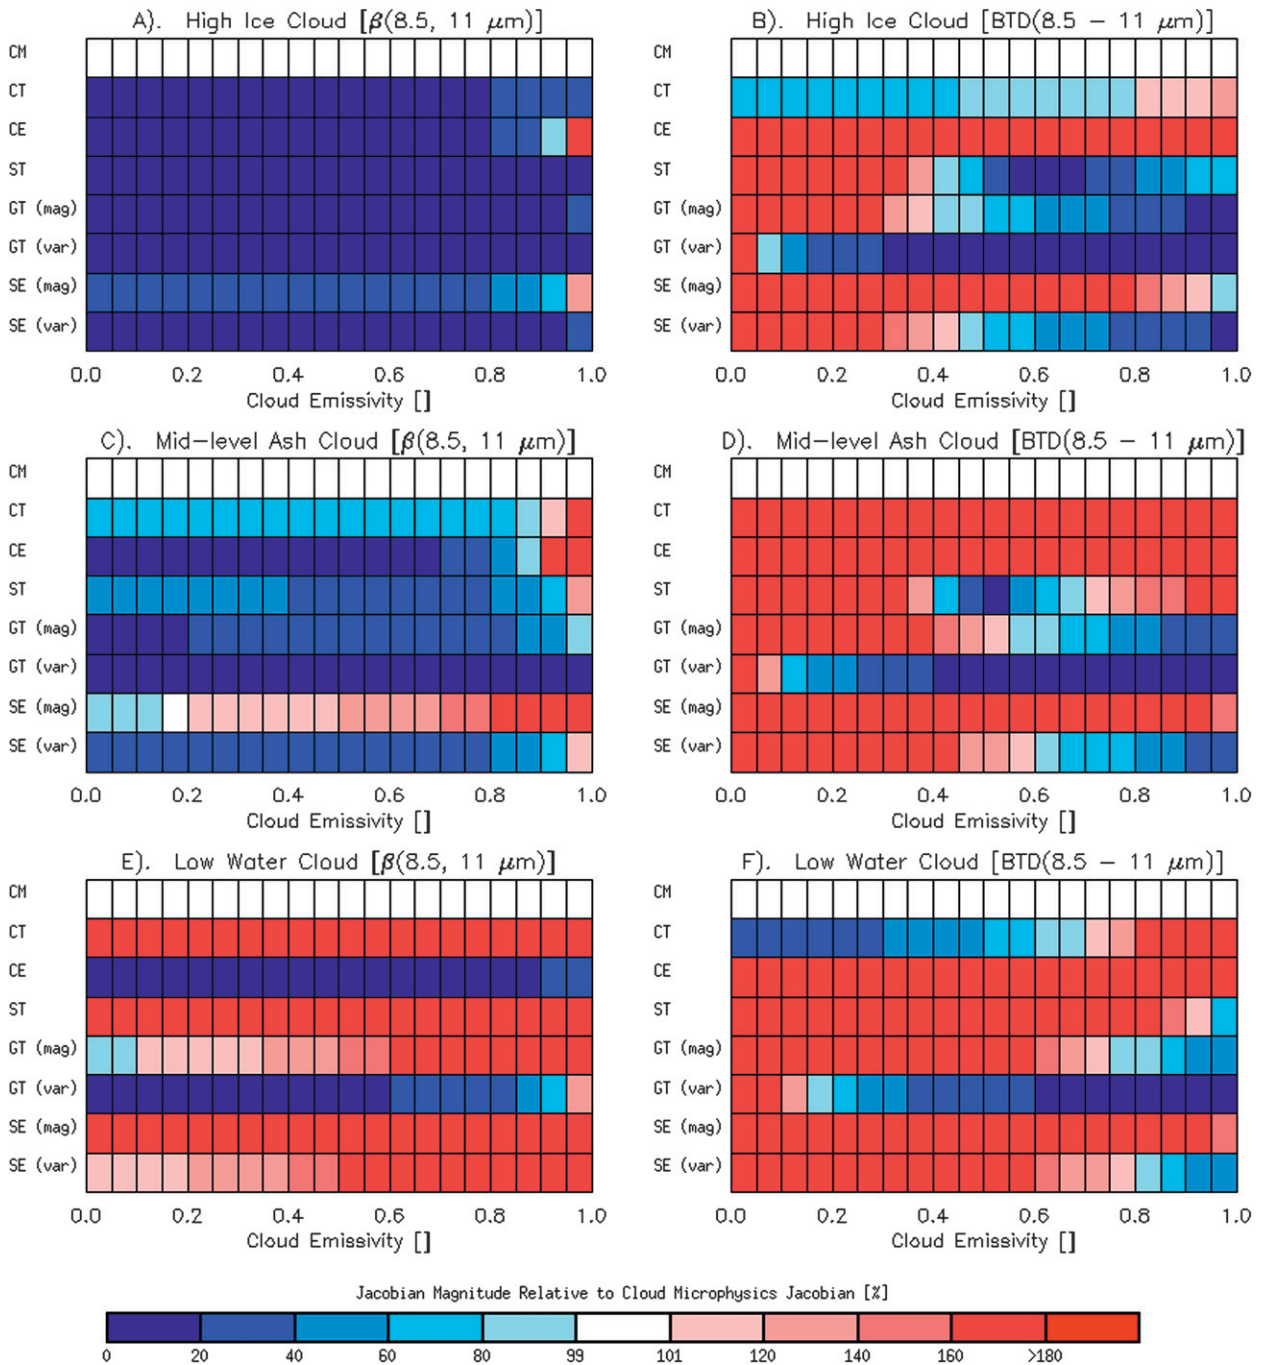 A). High Ice Cloud [β(8.5, 11 μm)]
CM
CT
CE
ST
GT (mag)
GT (var)
SE (mag)
SE (var)
0.0 0.2 0.4 0.6 0.8 1.0
Cloud Emissivity []
B). High Ice Cloud [BTD(8.5 − 11 μm)]
CM
CT
CE
ST
GT (mag)
GT (var)
SE (mag)
SE (var)
0.0 0.2 0.4 0.6 0.8 1.0
Cloud Emissivity []
C). Mid−level Ash Cloud [β(8.5, 11 μm)]
CM
CT
CE
ST
GT (mag)
GT (var)
SE (mag)
SE (var)
0.0 0.2 0.4 0.6 0.8 1.0
Cloud Emissivity []
D). Mid−level Ash Cloud [BTD(8.5 − 11 μm)]
CM
CT
CE
ST
GT (mag)
GT (var)
SE (mag)
SE (var)
0.0 0.2 0.4 0.6 0.8 1.0
Cloud Emissivity []
E). Low Water Cloud [β(8.5, 11 μm)]
CM
CT
CE
ST
GT (mag)
GT (var)
SE (mag)
SE (var)
0.0 0.2 0.4 0.6 0.8 1.0
Cloud Emissivity []
F). Low Water Cloud [BTD(8.5 − 11 μm)]
CM
CT
CE
ST
GT (mag)
GT (var)
SE (mag)
SE (var)
0.0 0.2 0.4 0.6 0.8 1.0
Cloud Emissivity []
Jacobian Magnitude Relative to Cloud Microphysics Jacobian [%]
0 20 40 60 80 99 101 120 140 160 >180